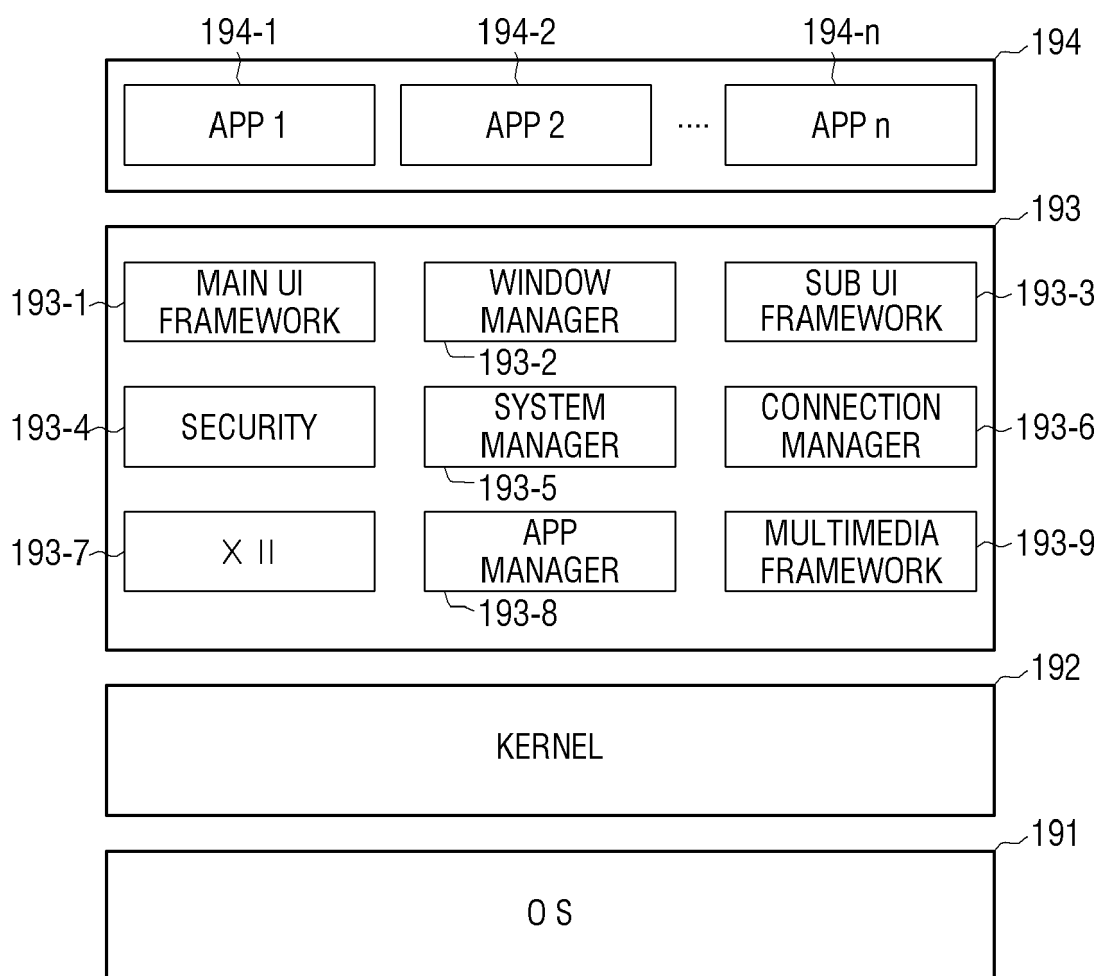 194-1 194-2 194-n 194
APP 1 APP 2 .... APP n
193
193-1 MAIN UI FRAMEWORK
WINDOW MANAGER
193-2
SUB UI FRAMEWORK 193-3
193-4 SECURITY
SYSTEM MANAGER
193-5
CONNECTION MANAGER 193-6
193-7 X II
APP MANAGER
193-8
MULTIMEDIA FRAMEWORK 193-9
192
KERNEL
191
O S